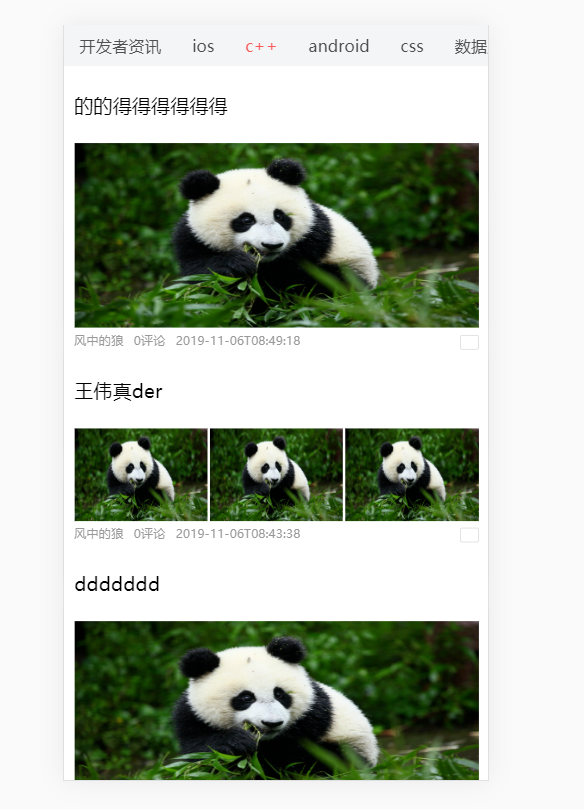 开发者资讯 ios c++ android css 数据
的的得得得得得得
风中的狼 0评论 2019-11-06T08:49:18
王伟真der
风中的狼 0评论 2019-11-06T08:43:38
ddddddd